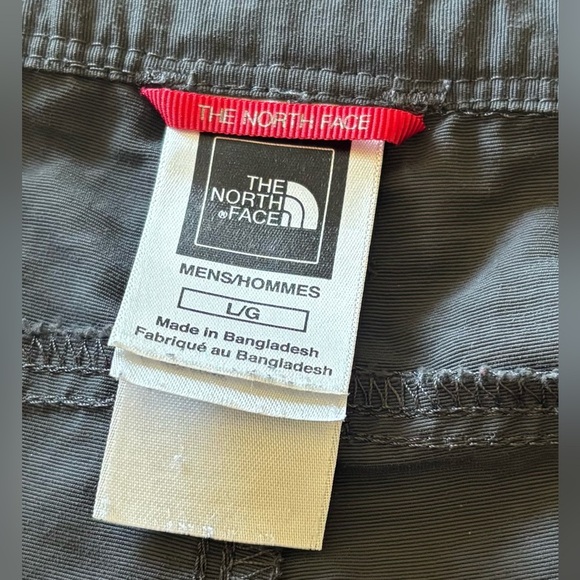 THE NORTH FACE
THE
NORTH
®FACE
MENS/HOMMES
L/G
Made in Bangladesh
Fabriqué au Bangladesh